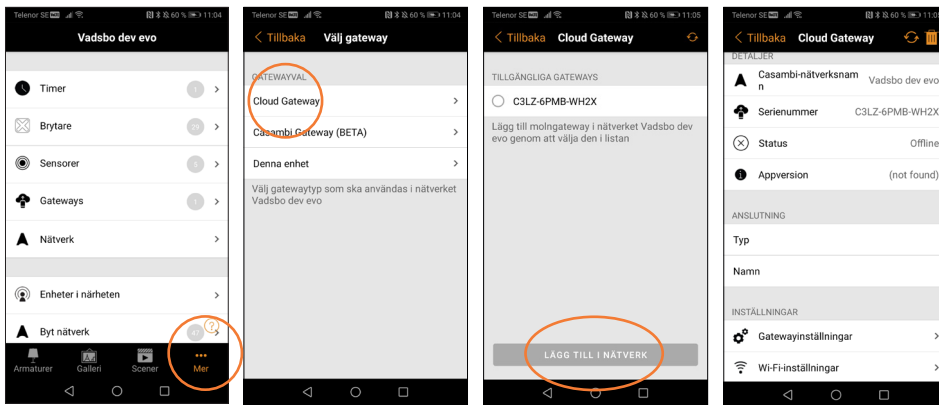 Telenor SE 60 % 11:04
Vadsbo dev evo
Timer 1
Brytare 29
Sensorer 5
Gateways 1
Nätverk
Enheter i närheten
?
Byt nätverk
Armaturer Galleri Scener Mer
Telenor SE 60 % 11:04
Tillbaka Välj gateway
GATEWAYVAL
Cloud Gateway
Casambi Gateway (BETA)
Denna enhet
Välj gatewaytyp som ska användas i nätverket
Vadsbo dev evo
Telenor SE 60 % 11:05
Tillbaka Cloud Gateway
TILLGÄNGLIGA GATEWAYS
C3LZ-6PMB-WH2X
Lägg till molngateway i nätverket Vadsbo dev
evo genom att välja den i listan
LÄGG TILL I NÄTVERK
Telenor SE 60 % 11:05
Tillbaka Cloud Gateway
DETALJER
Casambi-nätverksnam
n Vadsbo dev evo
Serienummer C3LZ-6PMB-WH2X
Status Offline
Appversion (not found)
ANSLUTNING
Typ
Namn
INSTÄLLNINGAR
Gatewayinställningar
Wi-Fi-inställningar